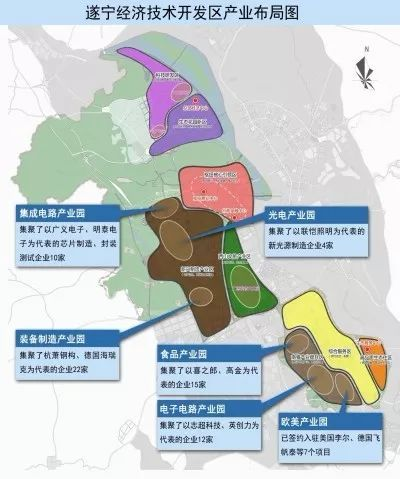 遂宁经济技术开发区产业布局图
N
集成电路产业园
集聚了以广义电子、明泰电
子为代表的芯片制造、封装
测试企业10家
光电产业园
集聚了以联恺照明为代表的
新光源制造企业4家
装备制造产业园
集聚了杭萧钢构、德国海瑞
克为代表的企业22家
食品产业园
集聚了以喜之郎、高金为代
表的企业15家
电子电路产业园
集聚了以志超科技、英创力为
代表的企业12家
欧美产业园
已签约入驻美国李尔、德国飞
帆泰等7个项目